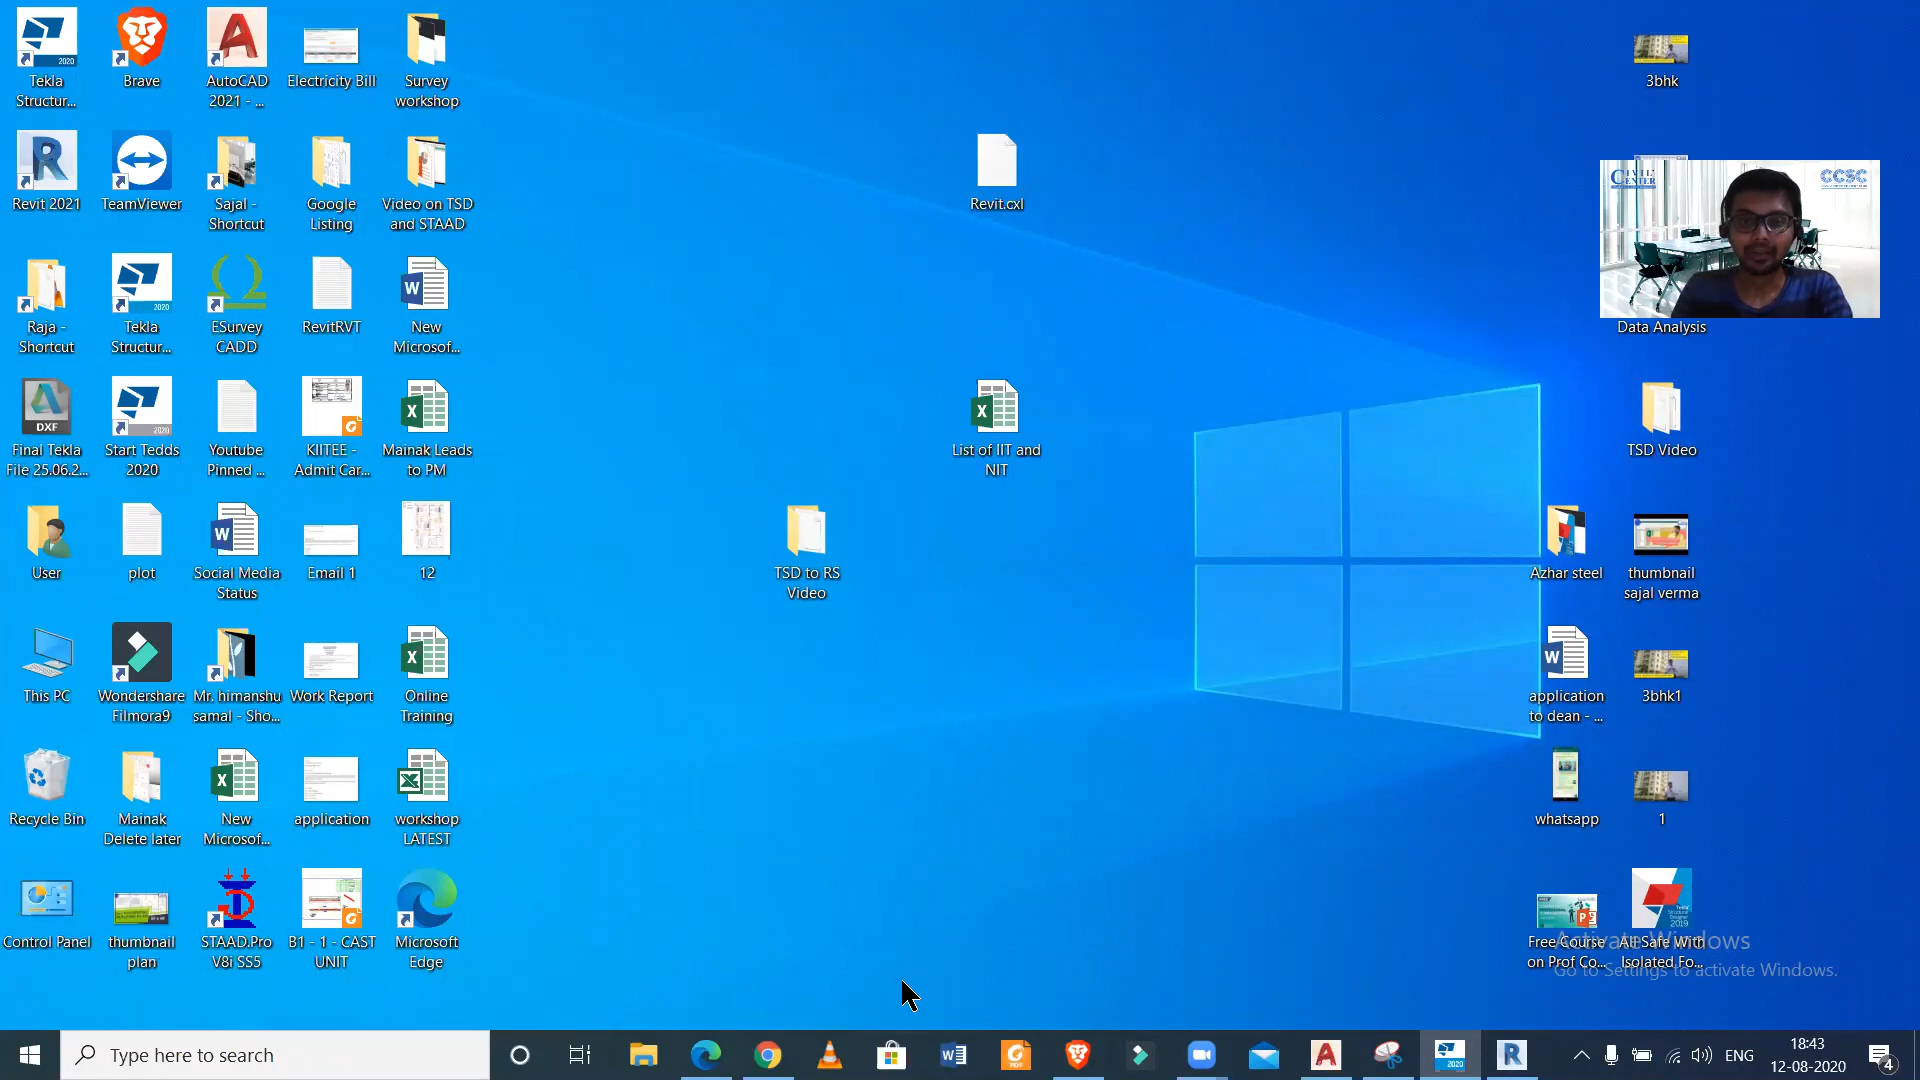 Tekla
Structur...
Brave
AutoCAD
2021 - ...
Electricity Bill
Survey
workshop
3bhk
Revit 2021
TeamViewer
Sajal -
Shortcut
Google
Listing
Video on TSD
and STAAD
Revit.cxl
CIVIL
CENTER
CCSC
Raja -
Shortcut
Tekla
Structur...
ESurvey
CADD
RevitRVT
New
Microsof...
Data Analysis
DXF
Final Tekla
File 25.06.2...
Start Tedds
2020
Youtube
Pinned ...
KIITEE -
Admit Car...
Mainak Leads
to PM
List of IIT and
NIT
TSD Video
User
plot
Social Media
Status
Email 1
12
TSD to RS
Video
Azhar steel
thumbnail
sajal verma
This PC
Wondershare
Filmora9
Mr. himanshu
samal - Sho...
Work Report
Online
Training
application
to dean - ...
3bhk1
Recycle Bin
Mainak
Delete later
New
Microsof...
application
workshop
LATEST
whatsapp
1
Control Panel
thumbnail
plan
STAAD.Pro
V8i SS5
B1 - 1 - CAST
UNIT
Microsoft
Edge
Free Course
on Prof Co...
All Safe With
Isolated Fo...
Activate Windows
Go to Settings to activate Windows.
Type here to search
ENG
18:43
12-08-2020
4